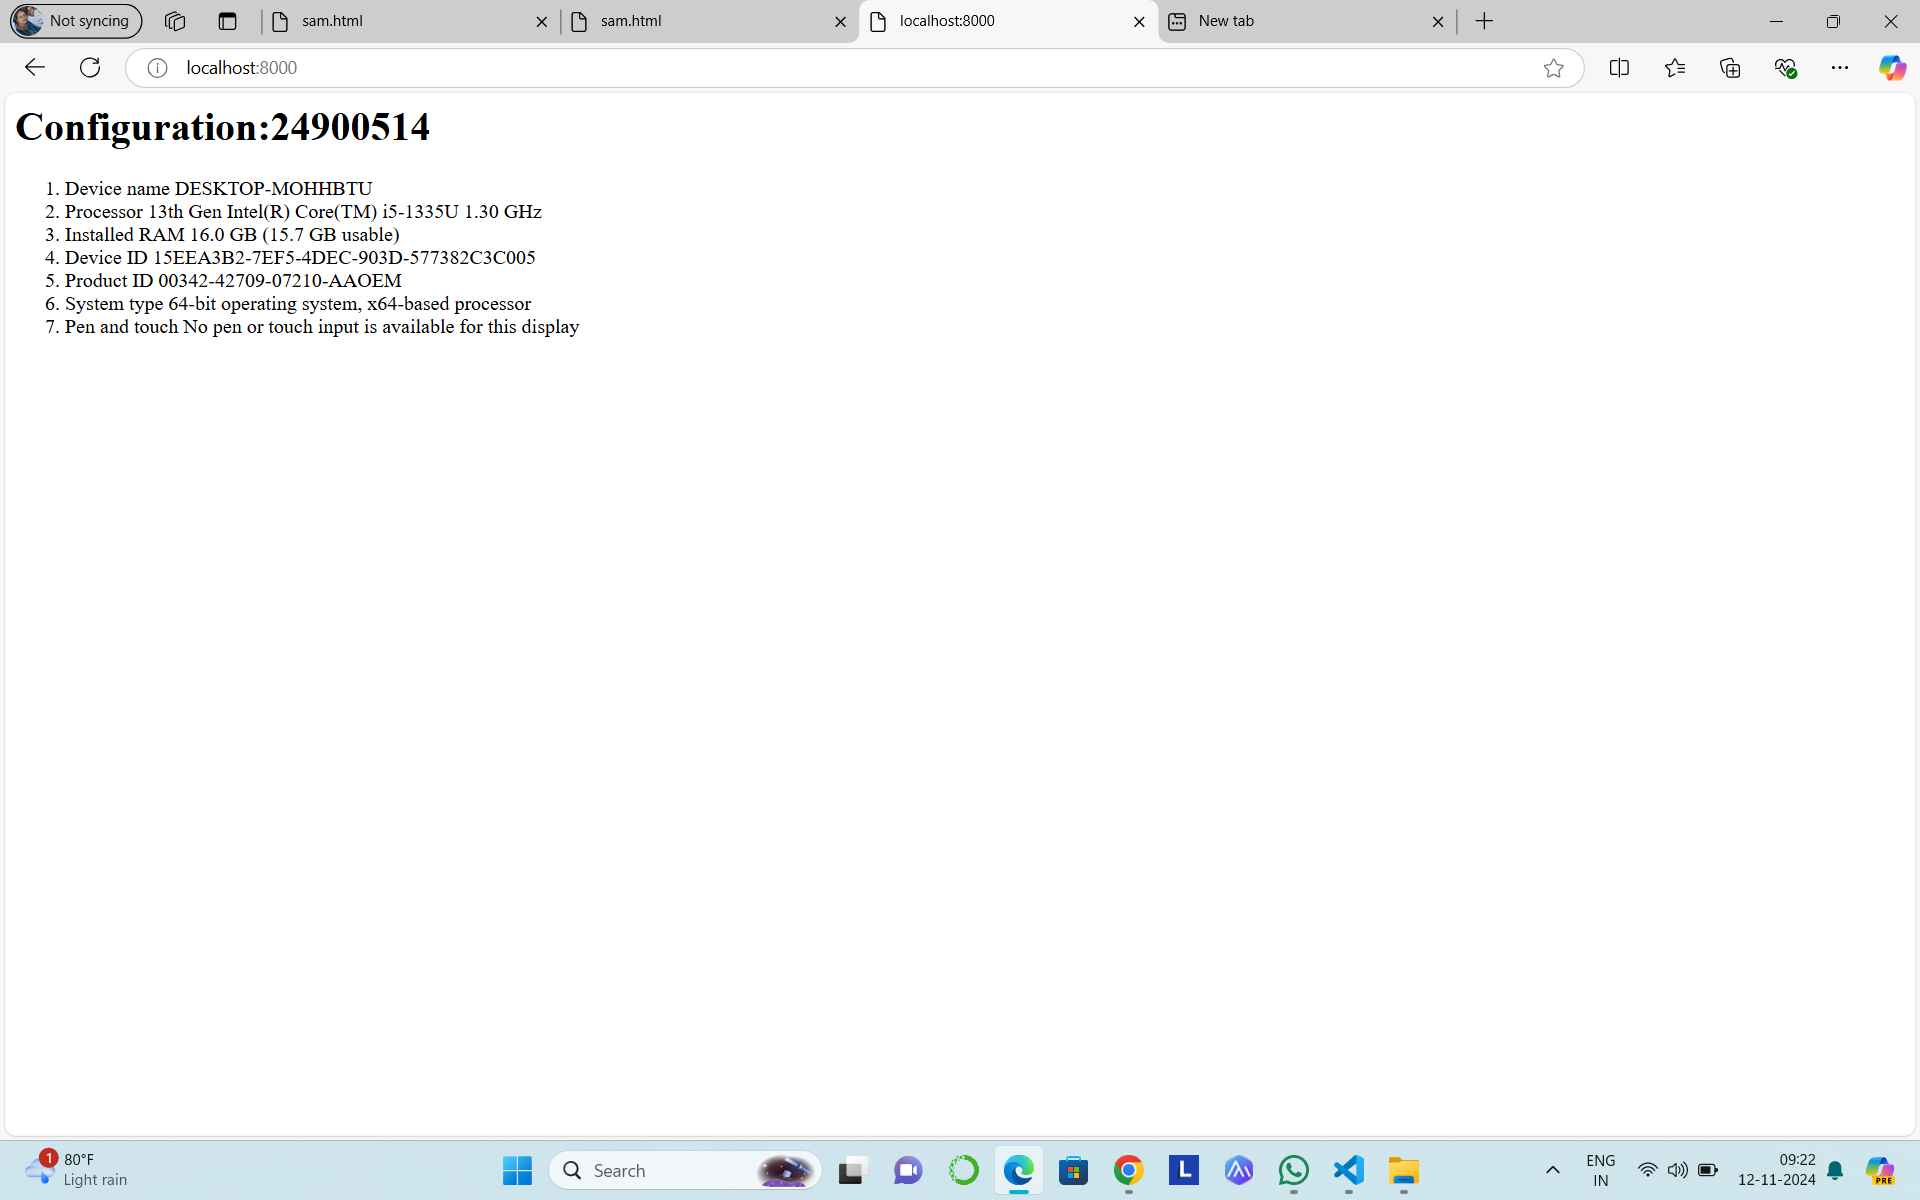 Not syncing
sam.html
sam.html
localhost:8000
New tab
localhost:8000
Configuration:24900514
1. Device name DESKTOP-MOHHBTU
2. Processor 13th Gen Intel(R) Core(TM) i5-1335U 1.30 GHz
3. Installed RAM 16.0 GB (15.7 GB usable)
4. Device ID 15EEA3B2-7EF5-4DEC-903D-577382C3C005
5. Product ID 00342-42709-07210-AAOEM
6. System type 64-bit operating system, x64-based processor
7. Pen and touch No pen or touch input is available for this display
1
80°F
Light rain
Search
L
ENG
IN
09:22
12-11-2024
PRE